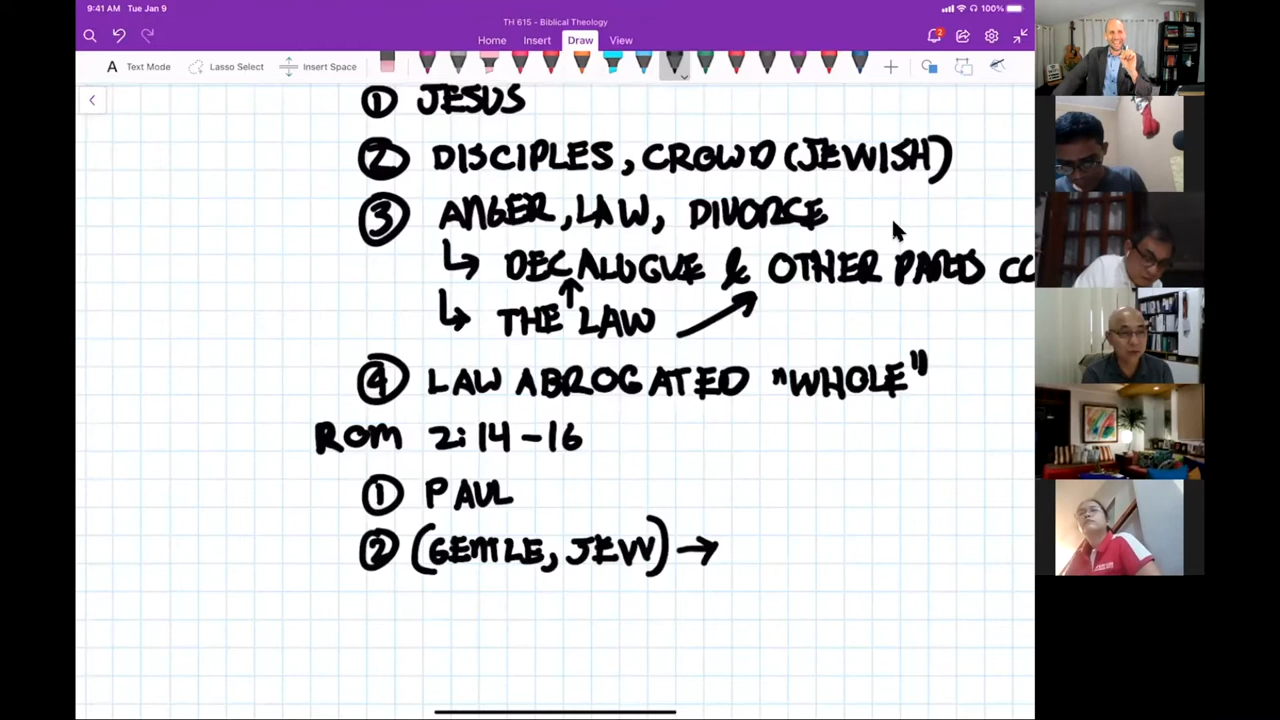 9:41 AM Tue Jan 9
100%
TH 615 - Biblical Theology
Home Insert Draw View
2
A Text Mode Lasso Select Insert Space
① JESUS
② DISCIPLES, CROWD (JEWISH)
③ ANGER, LAW, DIVORCE
↳ DECALOGUE & OTHER PARTS
↳ THE LAW
④ LAW ABROGATED "WHOLE"
ROM 2:14-16
① PAUL
② (GENTILE, JEW) →